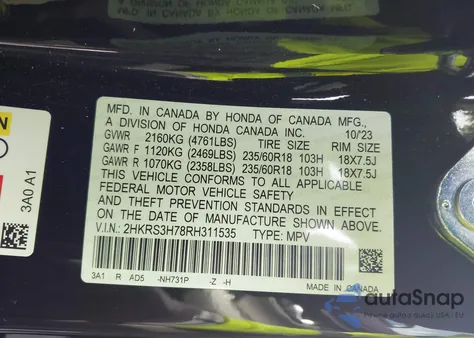 MFD. IN CANADA BY HONDA OF CANADA MFG.,
A DIVISION OF HONDA CANADA INC. 10/23
GVWR 2160KG (4761LBS) TIRE SIZE RIM SIZE
GAWR F 1120KG (2469LBS) 235/60R18 103H 18X7.5J
GAWR R 1070KG (2358LBS) 235/60R18 103H 18X7.5J
THIS VEHICLE CONFORMS TO ALL APPLICABLE
FEDERAL MOTOR VEHICLE SAFETY
AND THEFT PREVENTION STANDARDS IN EFFECT
ON THE DATE OF MANUFACTURE SHOWN ABOVE.
V.I.N.: 2HKRS3H78RH311535 TYPE: MPV
3A1 R AD5 -NH731P -Z -H
3A0 A1
autoSnap